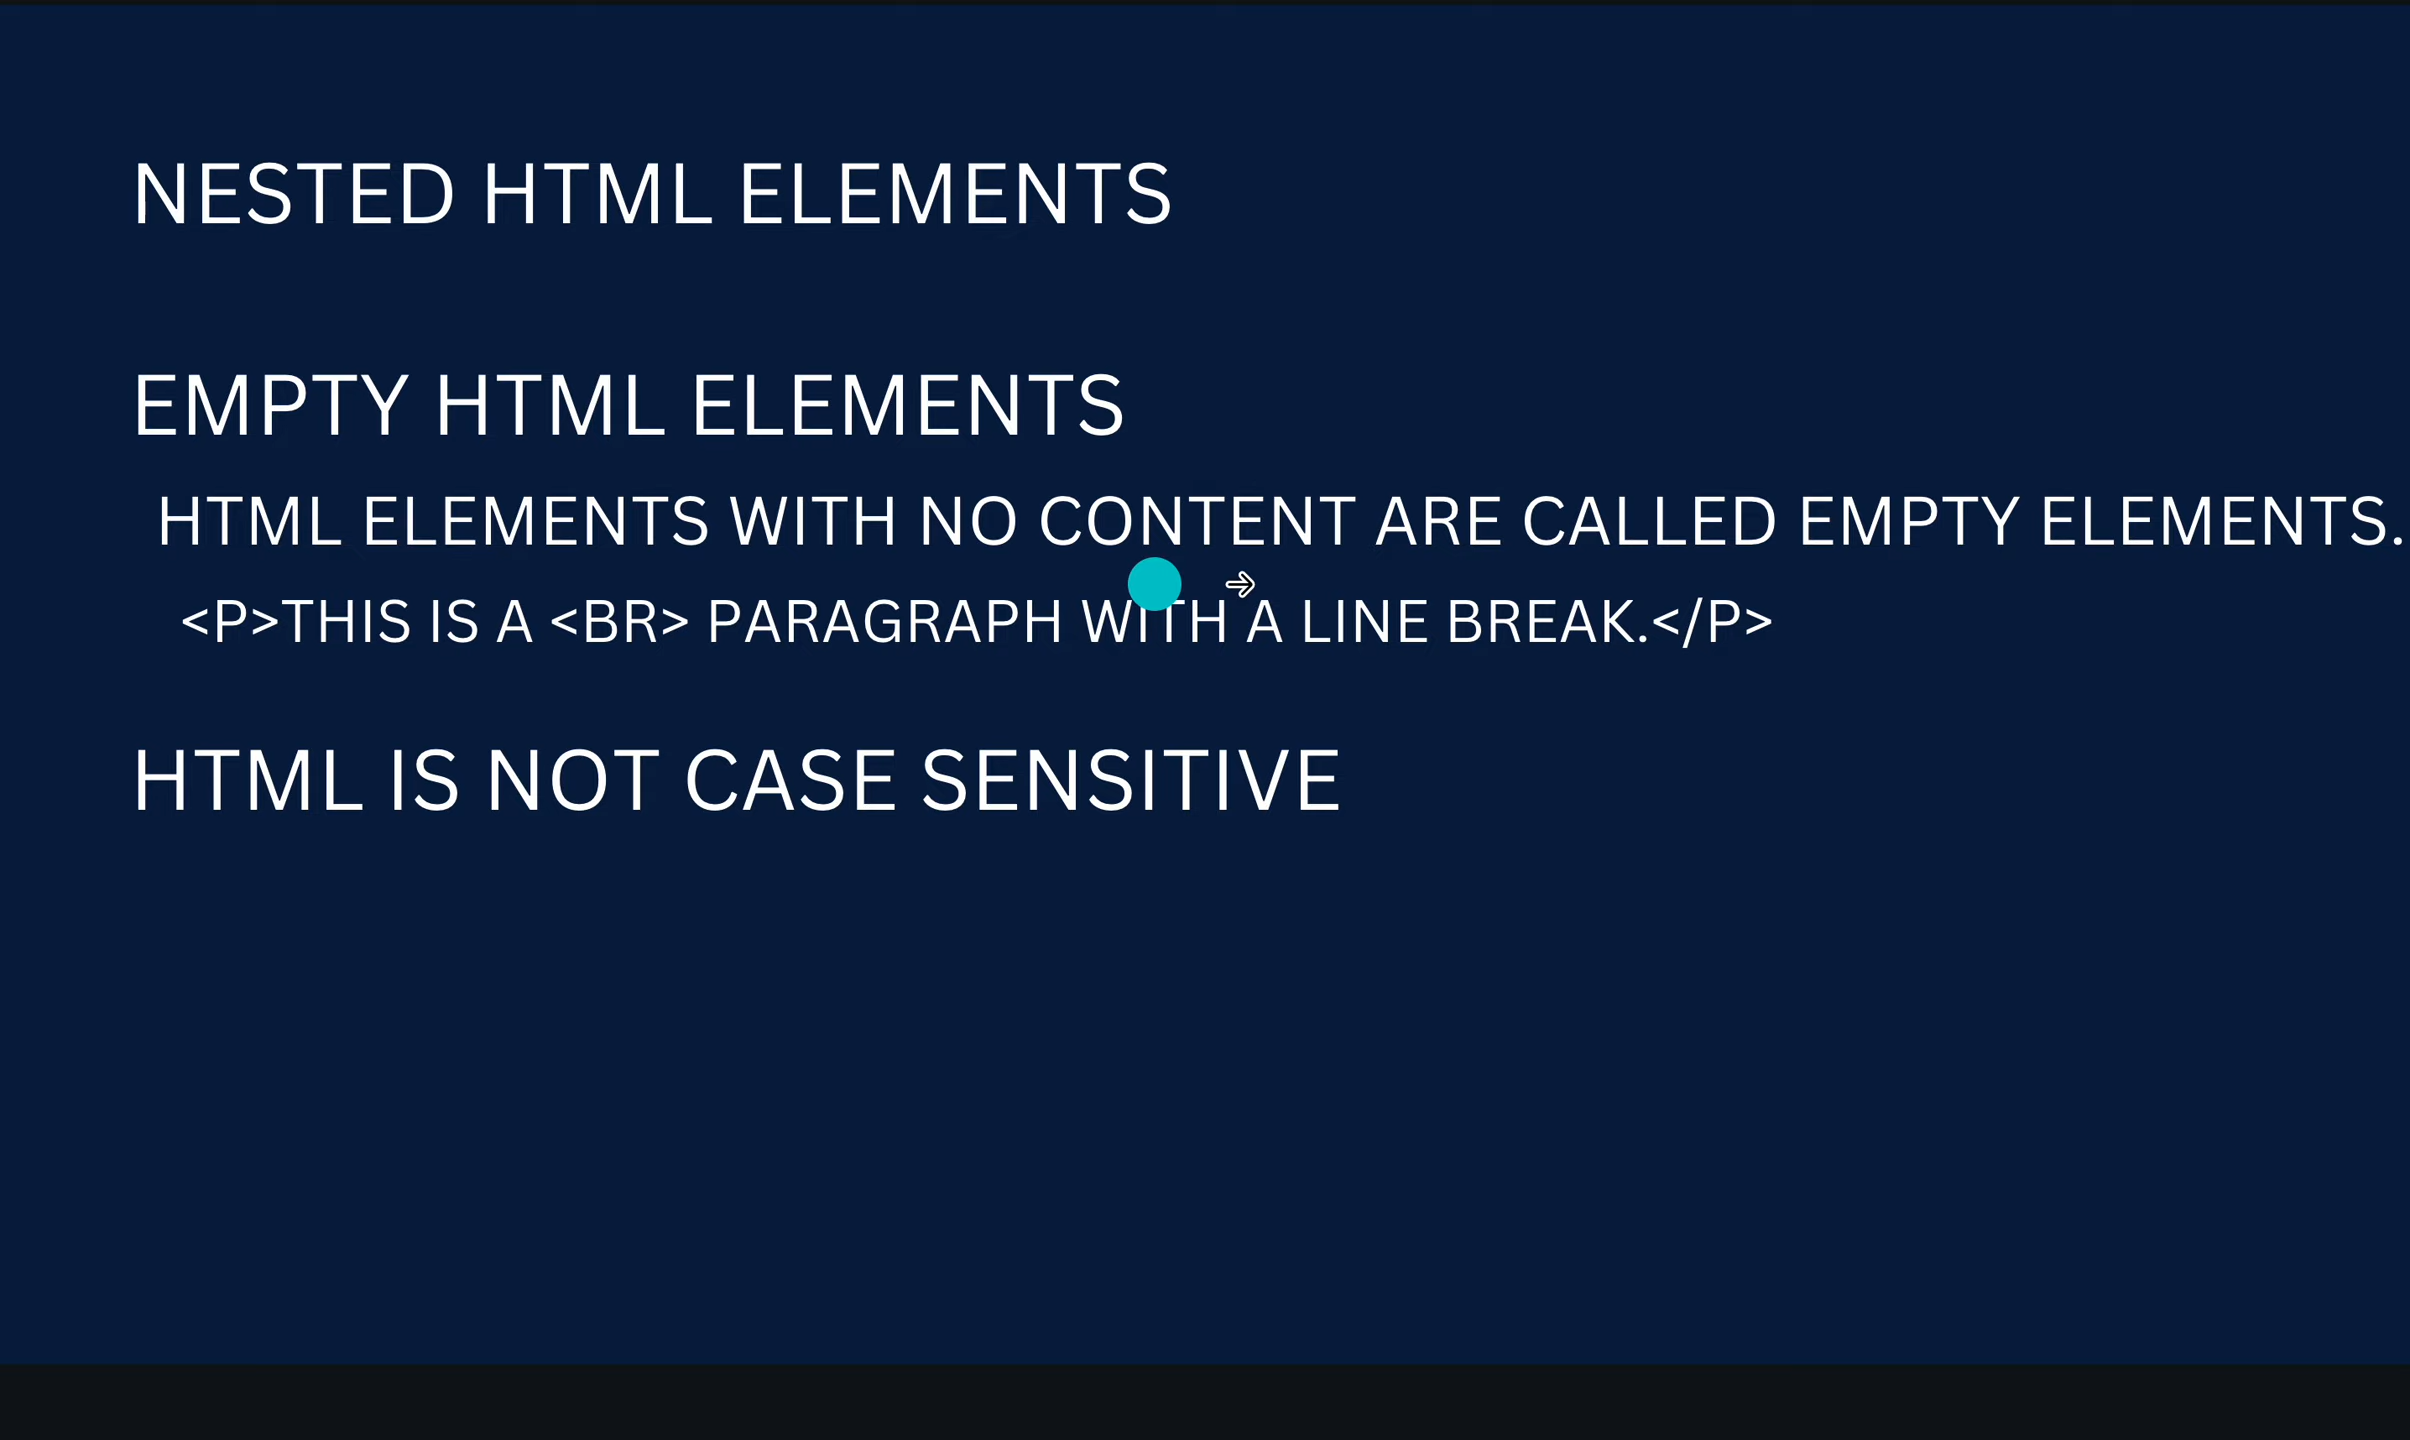 NESTED HTML ELEMENTS
EMPTY HTML ELEMENTS
HTML ELEMENTS WITH NO CONTENT ARE CALLED EMPTY ELEMENTS.
<P>THIS IS A <BR> PARAGRAPH WITH A LINE BREAK.</P>
HTML IS NOT CASE SENSITIVE